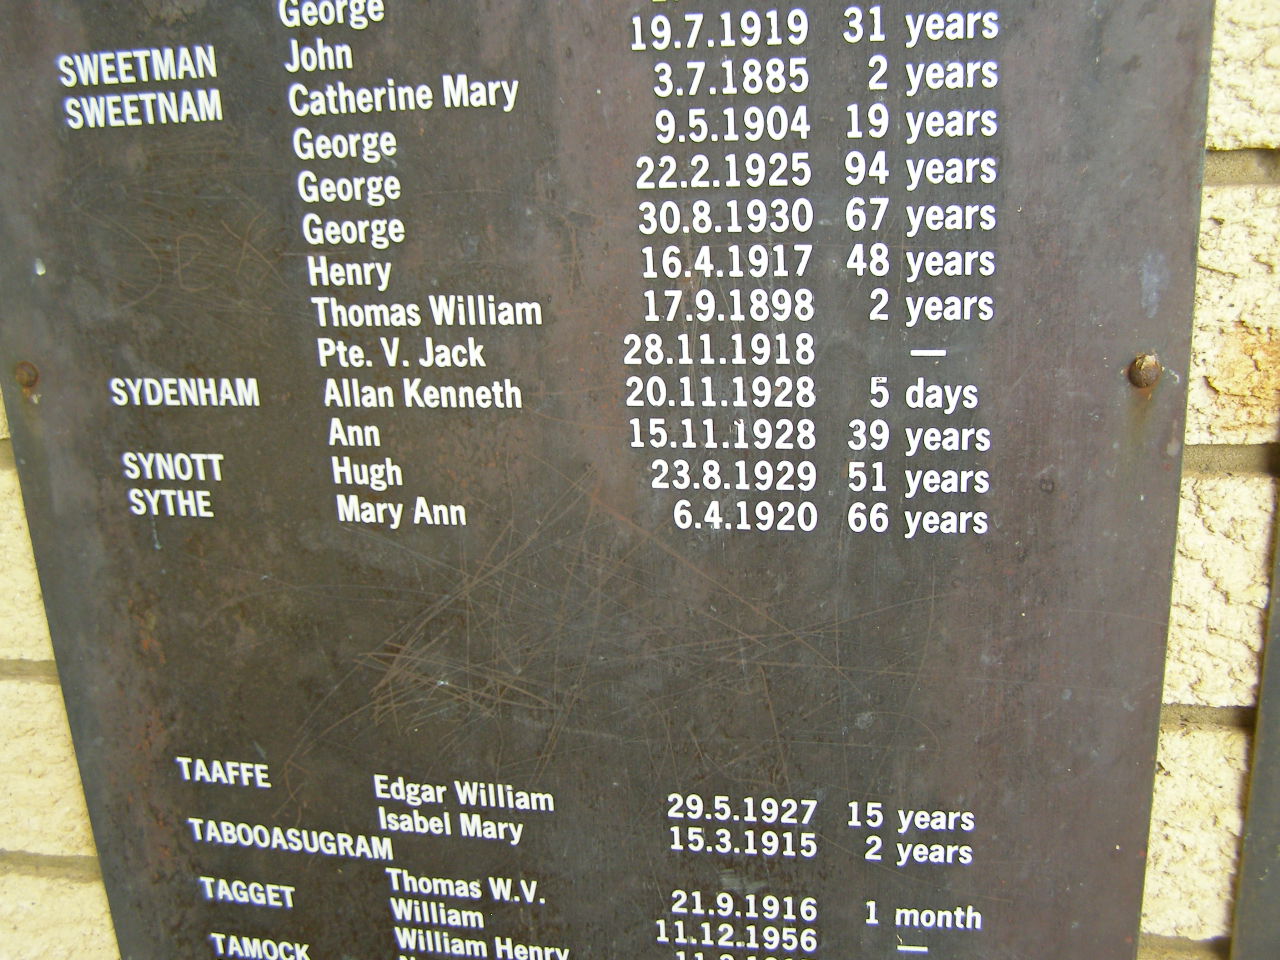 George
SWEETMAN John 19.7.1919 31 years
SWEETNAM Catherine Mary 3.7.1885 2 years
George 9.5.1904 19 years
George 22.2.1925 94 years
George 30.8.1930 67 years
Henry 16.4.1917 48 years
Thomas William 17.9.1898 2 years
Pte. V. Jack 28.11.1918 —
SYDENHAM Allan Kenneth 20.11.1928 5 days
Ann 15.11.1928 39 years
SYNOTT Hugh 23.8.1929 51 years
SYTHE Mary Ann 6.4.1920 66 years
TAAFFE Edgar William 29.5.1927 15 years
Isabel Mary 15.3.1915 2 years
TABOOASUGRAM
Thomas W.V. 21.9.1916 1 month
TAGGET William 11.12.1956 —
William Henry
TAMOCK